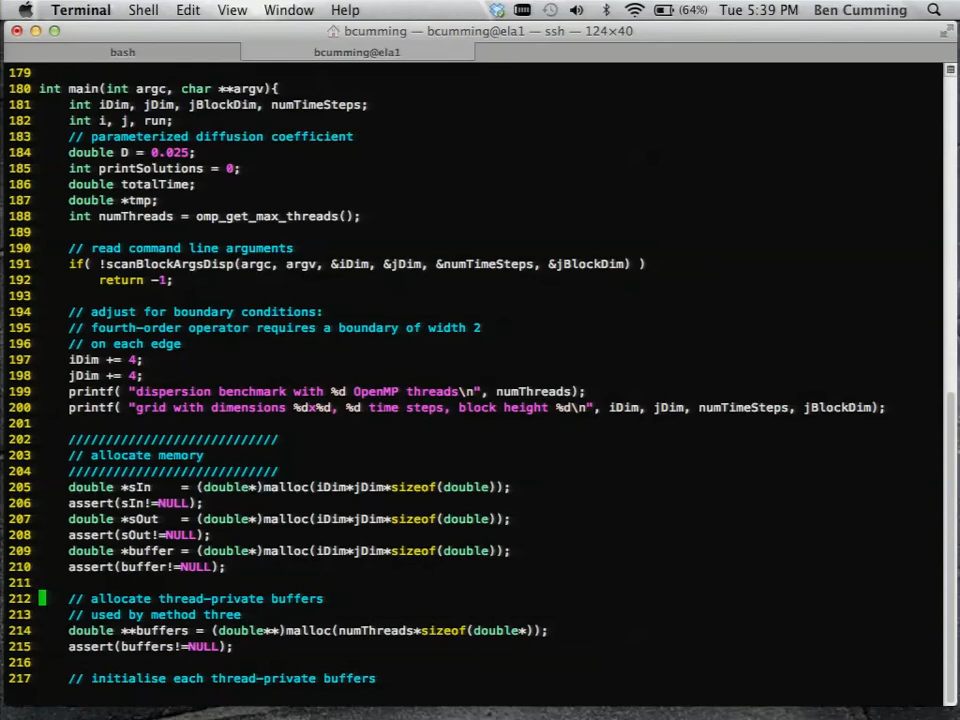 Terminal Shell Edit View Window Help (64%) Tue 5:39 PM Ben Cumming
bcumming — bcumming@ela1 — ssh — 124×40
bash bcumming@ela1
179
180 int main(int argc, char **argv){
181 int iDim, jDim, jBlockDim, numTimeSteps;
182 int i, j, run;
183 // parameterized diffusion coefficient
184 double D = 0.025;
185 int printSolutions = 0;
186 double totalTime;
187 double *tmp;
188 int numThreads = omp_get_max_threads();
189
190 // read command line arguments
191 if( !scanBlockArgsDisp(argc, argv, &iDim, &jDim, &numTimeSteps, &jBlockDim) )
192 return -1;
193
194 // adjust for boundary conditions:
195 // fourth-order operator requires a boundary of width 2
196 // on each edge
197 iDim += 4;
198 jDim += 4;
199 printf( "dispersion benchmark with %d OpenMP threads\n", numThreads);
200 printf( "grid with dimensions %dx%d, %d time steps, block height %d\n", iDim, jDim, numTimeSteps, jBlockDim);
201
202 ////////////////////////////
203 // allocate memory
204 ////////////////////////////
205 double *sIn = (double*)malloc(iDim*jDim*sizeof(double));
206 assert(sIn!=NULL);
207 double *sOut = (double*)malloc(iDim*jDim*sizeof(double));
208 assert(sOut!=NULL);
209 double *buffer = (double*)malloc(iDim*jDim*sizeof(double));
210 assert(buffer!=NULL);
211
212 // allocate thread-private buffers
213 // used by method three
214 double **buffers = (double**)malloc(numThreads*sizeof(double*));
215 assert(buffers!=NULL);
216
217 // initialise each thread-private buffers